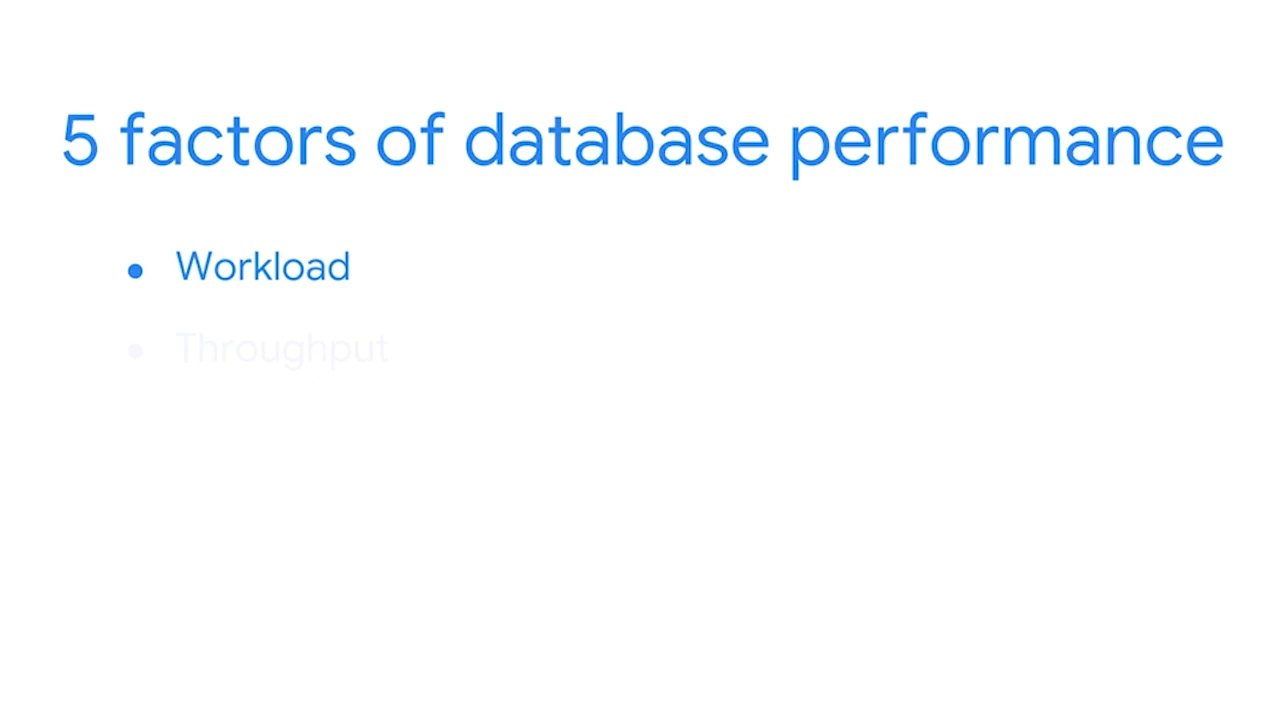 5 factors of database performance
• Workload
• Throughput